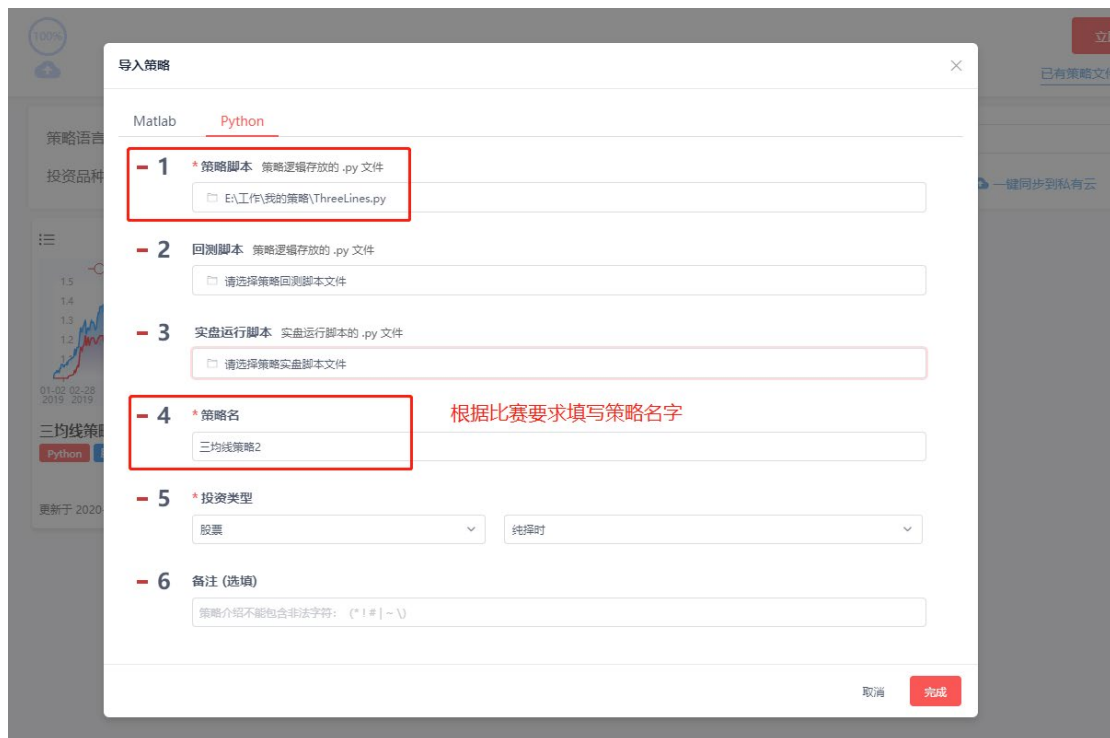 100%
立
已有策略文
导入策略
Matlab
Python
策略语言
投资品种
一键同步到私有云
1 * 策略脚本 策略逻辑存放的 .py 文件
E:\工作\我的策略\ThreeLines.py
2 回测脚本 策略逻辑存放的 .py 文件
请选择策略回测脚本文件
3 实盘运行脚本 实盘运行脚本的 .py 文件
请选择策略实盘脚本文件
1.5
1.4
1.3
1.2
01-02 02-28
2019 2019
三均线策
Python
更新于 2020
4 * 策略名
根据比赛要求填写策略名字
三均线策略2
5 * 投资类型
股票
纯择时
6 备注 (选填)
策略介绍不能包含非法字符： (* ! # | ~ \)
取消
完成